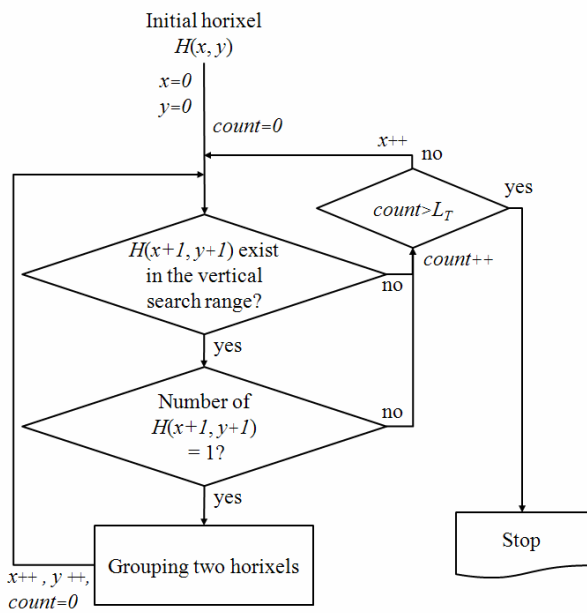 Initial horixel
H(x, y)
x=0
y=0
count=0
x++
no
yes
count>L_T
count++
H(x+1, y+1) exist
in the vertical
search range?
no
yes
Number of
H(x+1, y+1)
= 1?
no
yes
Grouping two horixels
x++ , y ++,
count=0
Stop